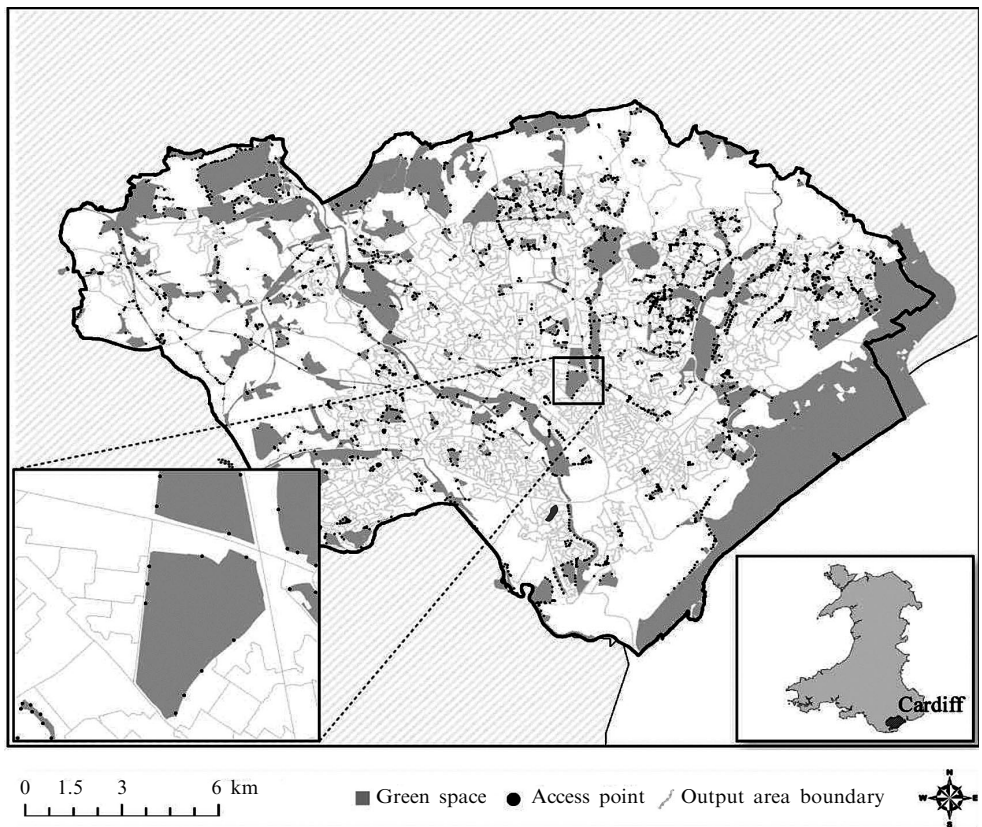 Cardiff
0 1.5 3 6 km
Green space Access point Output area boundary
N
W E
S